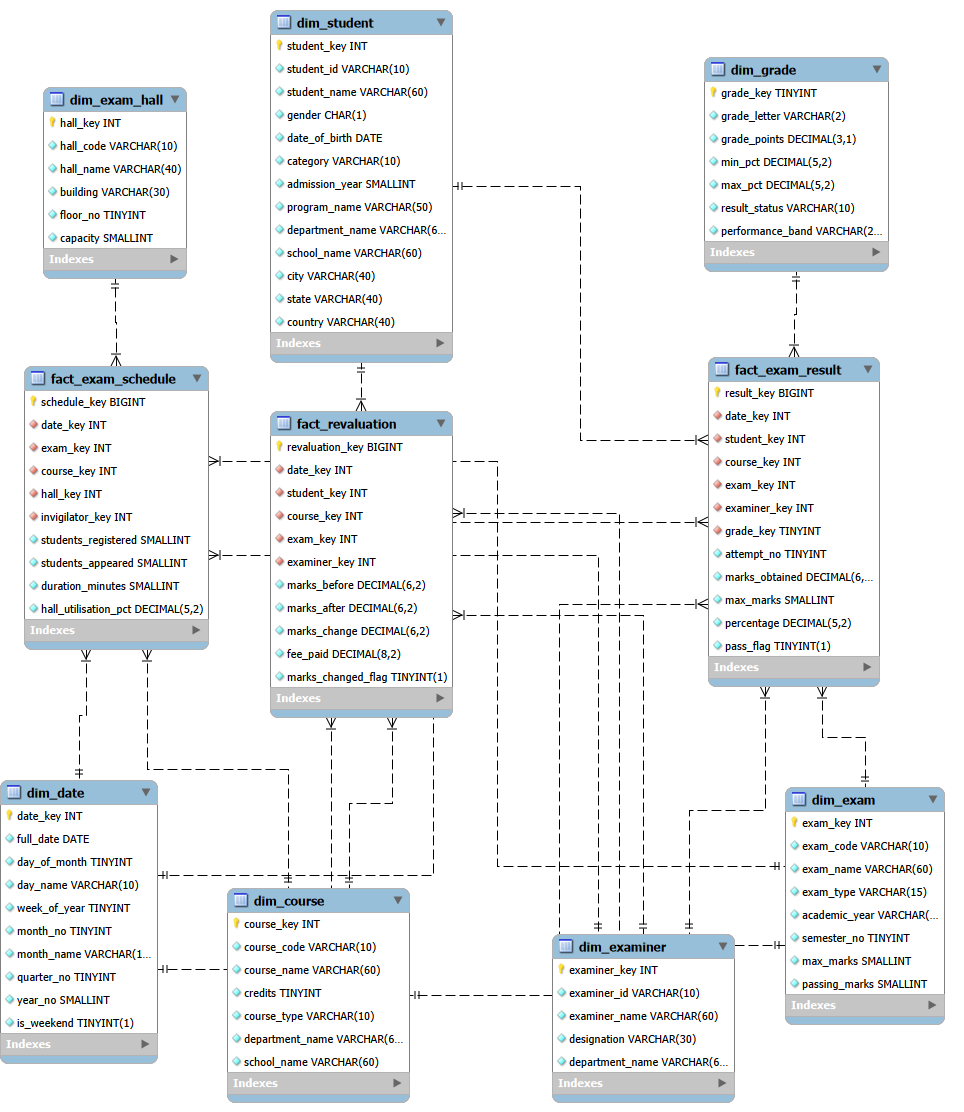 dim_student
student_key INT
student_id VARCHAR(10)
student_name VARCHAR(60)
gender CHAR(1)
date_of_birth DATE
category VARCHAR(10)
admission_year SMALLINT
program_name VARCHAR(50)
department_name VARCHAR(6...
school_name VARCHAR(60)
city VARCHAR(40)
state VARCHAR(40)
country VARCHAR(40)
Indexes
dim_grade
grade_key TINYINT
grade_letter VARCHAR(2)
grade_points DECIMAL(3,1)
min_pct DECIMAL(5,2)
max_pct DECIMAL(5,2)
result_status VARCHAR(10)
performance_band VARCHAR(2...
Indexes
dim_exam_hall
hall_key INT
hall_code VARCHAR(10)
hall_name VARCHAR(40)
building VARCHAR(30)
floor_no TINYINT
capacity SMALLINT
Indexes
fact_exam_schedule
schedule_key BIGINT
date_key INT
exam_key INT
course_key INT
hall_key INT
invigilator_key INT
students_registered SMALLINT
students_appeared SMALLINT
duration_minutes SMALLINT
hall_utilisation_pct DECIMAL(5,2)
Indexes
fact_revaluation
revaluation_key BIGINT
date_key INT
student_key INT
course_key INT
exam_key INT
examiner_key INT
marks_before DECIMAL(6,2)
marks_after DECIMAL(6,2)
marks_change DECIMAL(6,2)
fee_paid DECIMAL(8,2)
marks_changed_flag TINYINT(1)
Indexes
fact_exam_result
result_key BIGINT
date_key INT
student_key INT
course_key INT
exam_key INT
examiner_key INT
grade_key TINYINT
attempt_no TINYINT
marks_obtained DECIMAL(6,...
max_marks SMALLINT
percentage DECIMAL(5,2)
pass_flag TINYINT(1)
Indexes
dim_date
date_key INT
full_date DATE
day_of_month TINYINT
day_name VARCHAR(10)
week_of_year TINYINT
month_no TINYINT
month_name VARCHAR(1...
quarter_no TINYINT
year_no SMALLINT
is_weekend TINYINT(1)
Indexes
dim_course
course_key INT
course_code VARCHAR(10)
course_name VARCHAR(60)
credits TINYINT
course_type VARCHAR(10)
department_name VARCHAR(6...
school_name VARCHAR(60)
Indexes
dim_examiner
examiner_key INT
examiner_id VARCHAR(10)
examiner_name VARCHAR(60)
designation VARCHAR(30)
department_name VARCHAR(6...
Indexes
dim_exam
exam_key INT
exam_code VARCHAR(10)
exam_name VARCHAR(60)
exam_type VARCHAR(15)
academic_year VARCHAR(...
semester_no TINYINT
max_marks SMALLINT
passing_marks SMALLINT
Indexes